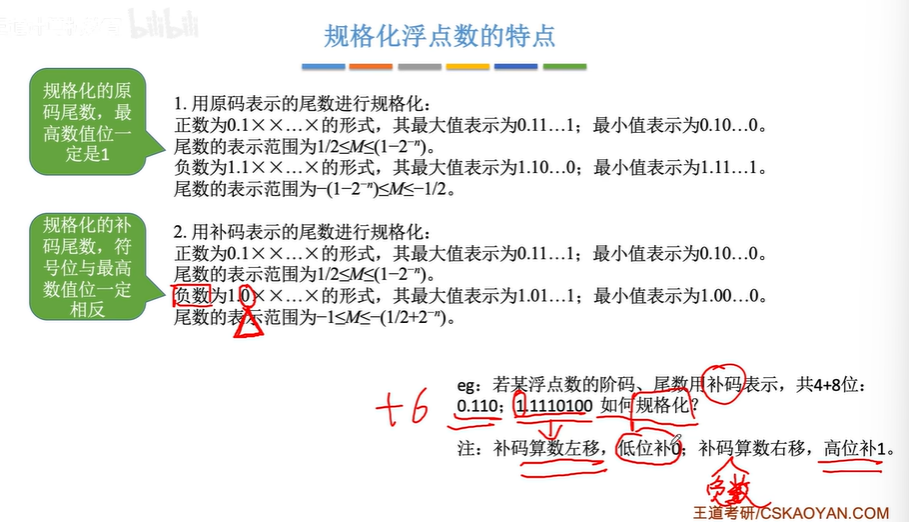 bilibili
规格化浮点数的特点
规格化的原
码尾数，最
高数值位一
定是1
1. 用原码表示的尾数进行规格化：
正数为0.1××…×的形式，其最大值表示为0.11…1；最小值表示为0.10…0。
尾数的表示范围为1/2≤M≤(1−2⁻ⁿ)。
负数为1.1××…×的形式，其最大值表示为1.10…0；最小值表示为1.11…1。
尾数的表示范围为−(1−2⁻ⁿ)≤M≤−1/2。
规格化的补
码尾数，符
号位与最高
数值位一定
相反
2. 用补码表示的尾数进行规格化：
正数为0.1××…×的形式，其最大值表示为0.11…1；最小值表示为0.10…0。
尾数的表示范围为1/2≤M≤(1−2⁻ⁿ)。
负数为1.0××…×的形式，其最大值表示为1.01…1；最小值表示为1.00…0。
尾数的表示范围为−1≤M≤−(1/2+2⁻ⁿ)。
eg：若某浮点数的阶码、尾数用补码表示，共4+8位：
+6
0.110；1.1110100 如何规格化？
注：补码算数左移，低位补0；补码算数右移，高位补1。
负数
王道考研/CSKAOYAN.COM